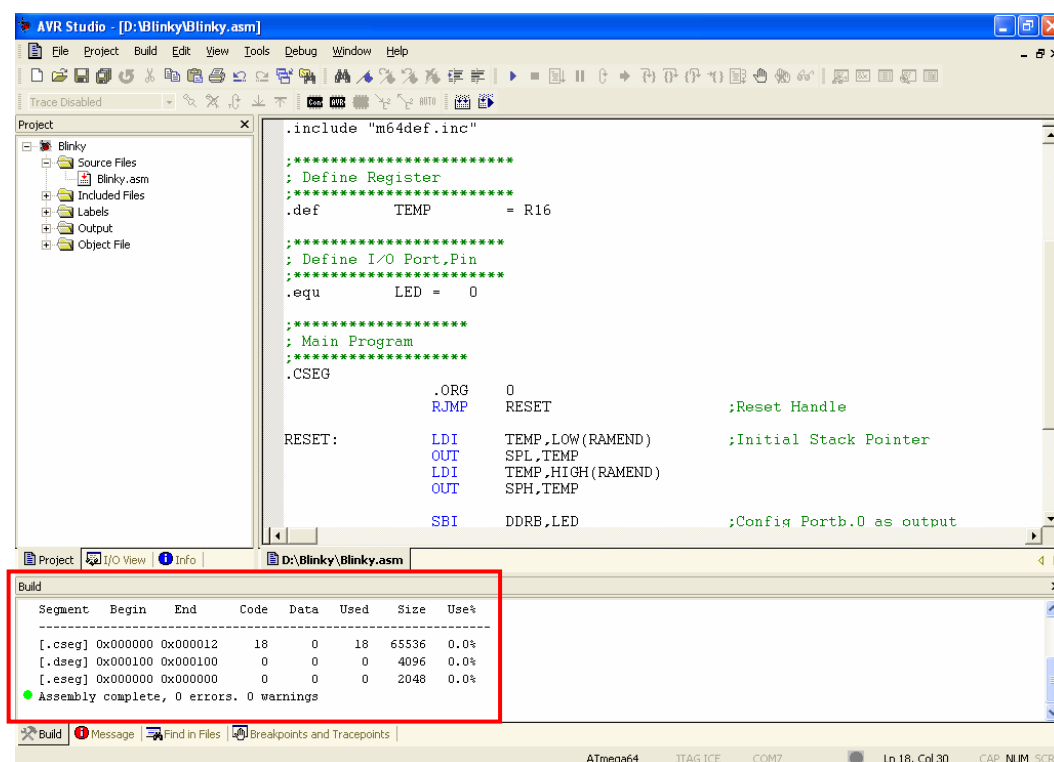 AVR Studio - [D:\Blinky\Blinky.asm]
File Project Build Edit View Tools Debug Window Help
Trace Disabled
Con AVR AUTO
Project
Blinky
Source Files
Blinky.asm
Included Files
Labels
Output
Object File
.include "m64def.inc"
;************************
; Define Register
;************************
.def TEMP = R16
;***********************
; Define I/O Port,Pin
;***********************
.equ LED = 0
;*******************
; Main Program
;*******************
.CSEG
.ORG 0
RJMP RESET ;Reset Handle
RESET: LDI TEMP,LOW(RAMEND) ;Initial Stack Pointer
OUT SPL,TEMP
LDI TEMP,HIGH(RAMEND)
OUT SPH,TEMP
SBI DDRB,LED ;Config Portb.0 as output
Project I/O View Info D:\Blinky\Blinky.asm
Build
Segment Begin End Code Data Used Size Use%
---------------------------------------------------------------
[.cseg] 0x000000 0x000012 18 0 18 65536 0.0%
[.dseg] 0x000100 0x000100 0 0 0 4096 0.0%
[.eseg] 0x000000 0x000000 0 0 0 2048 0.0%
Assembly complete, 0 errors. 0 warnings
Build Message Find in Files Breakpoints and Tracepoints
ATmega64 JTAG ICE COM7 Ln 18, Col 30 CAP NUM SCR